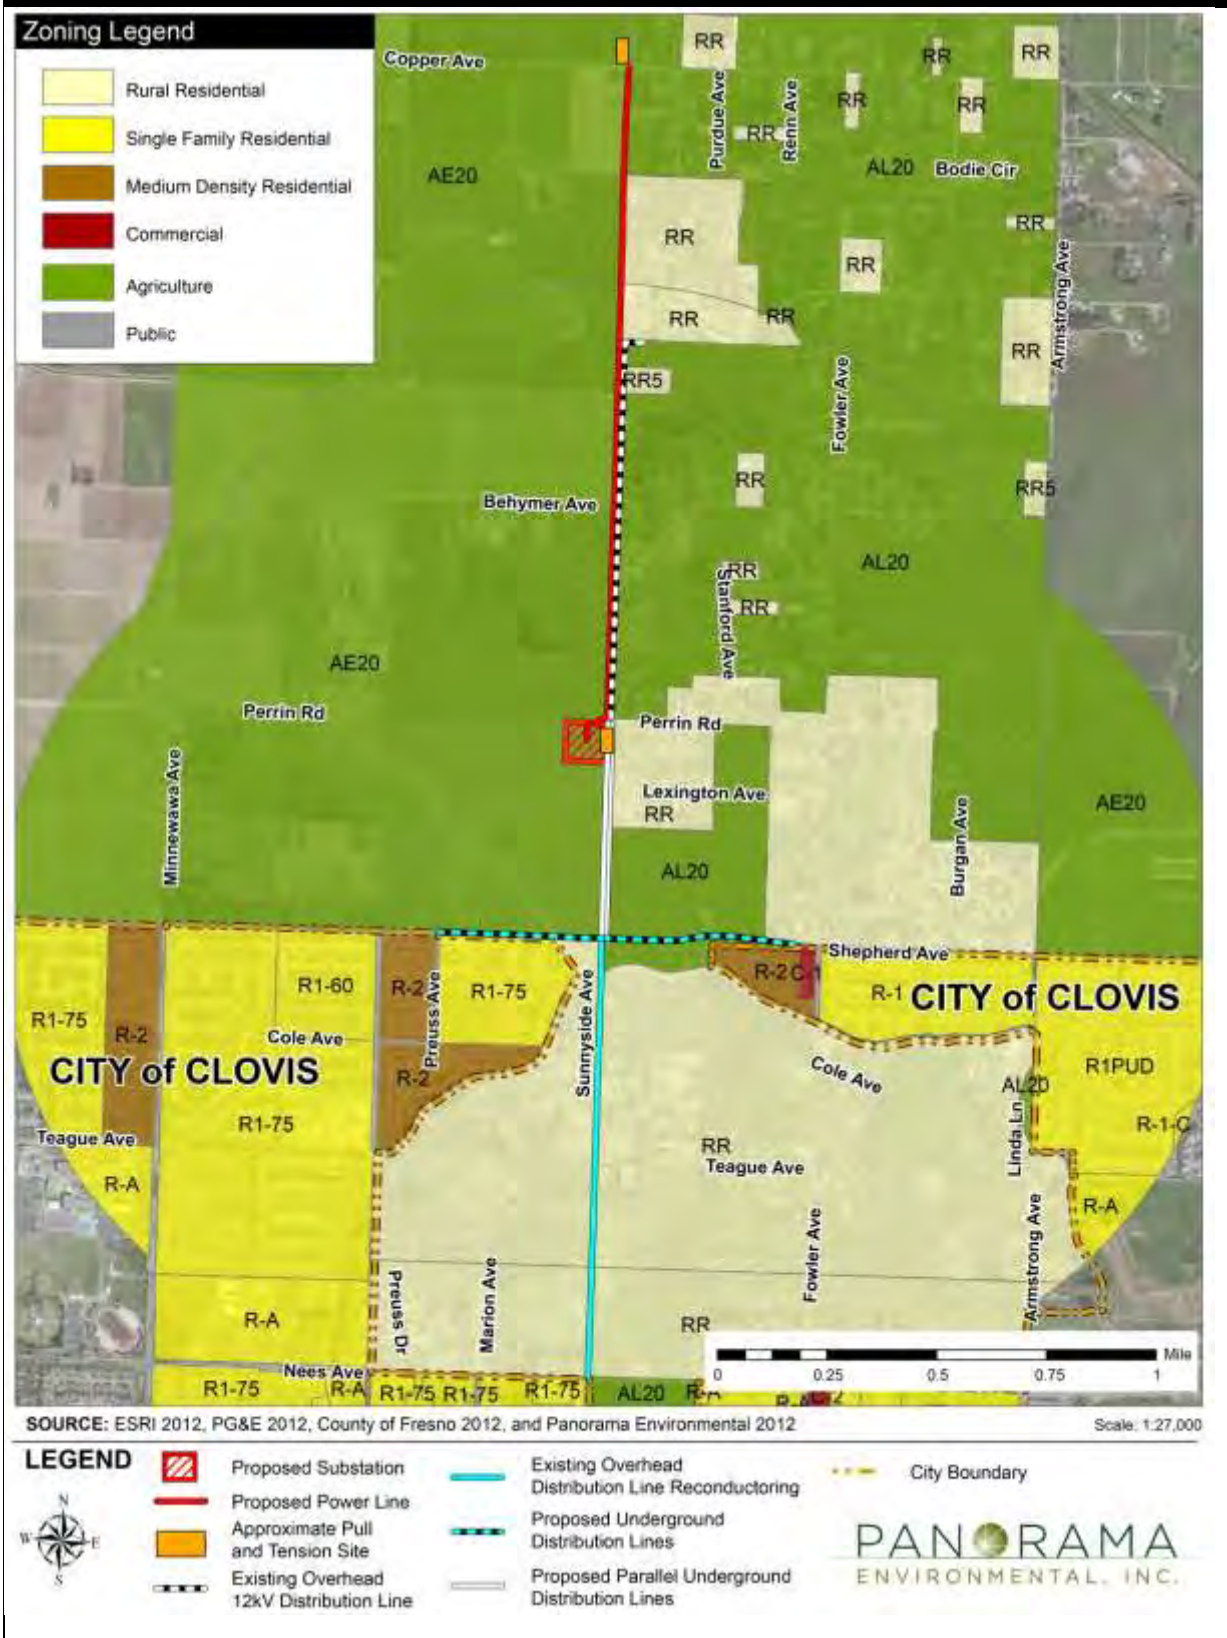 Zoning Legend
Rural Residential
Single Family Residential
Medium Density Residential
Commercial
Agriculture
Public
Copper Ave
RR
RR
RR
Purdue Ave
Renn Ave
RR
RR
RR
AE20
AL20
Bodie Cir
RR
RR
RR
Armstrong Ave
RR
RR
RR
RR5
Fowler Ave
Behymer Ave
RR
RR5
AL20
RR
Stanford Ave
RR
AE20
Perrin Rd
Perrin Rd
Minnewawa Ave
Lexington Ave
RR
AE20
Burgan Ave
AL20
Shepherd Ave
R1-60
R-2
Preuss Ave
R1-75
Sunnyside Ave
R-2
C-1
R-1
CITY of CLOVIS
R1-75
R-2
Cole Ave
CITY of CLOVIS
R-2
Cole Ave
R1PUD
AL20
R1-75
Linda Ln
R-1-C
Teague Ave
RR
Teague Ave
R-A
R-A
Fowler Ave
Armstrong Ave
Preuss Dr
Marion Ave
R-A
RR
Nees Ave
R1-75
R-A
R1-75
R1-75
R1-75
AL20
R-A
Mile
0
0.25
0.5
0.75
1
SOURCE: ESRI 2012, PG&E 2012, County of Fresno 2012, and Panorama Environmental 2012
Scale: 1:27,000
LEGEND
N
W
E
S
Proposed Substation
Proposed Power Line
Approximate Pull
and Tension Site
Existing Overhead
12kV Distribution Line
Existing Overhead
Distribution Line Reconductoring
Proposed Underground
Distribution Lines
Proposed Parallel Underground
Distribution Lines
City Boundary
PANORAMA
ENVIRONMENTAL, INC.